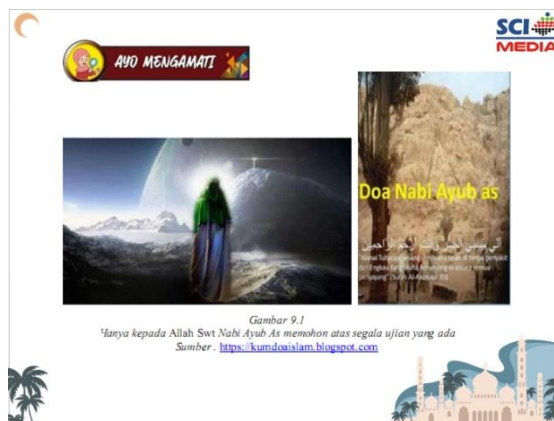 SCI
MEDIA
AYO MENGAMATI
Doa Nabi Ayub as
Gambar 9.1
Hanya kepada Allah Swt Nabi Ayub As memohon atas segala ujian yang ada
Sumber . https://kumdoaislam.blogspot.com